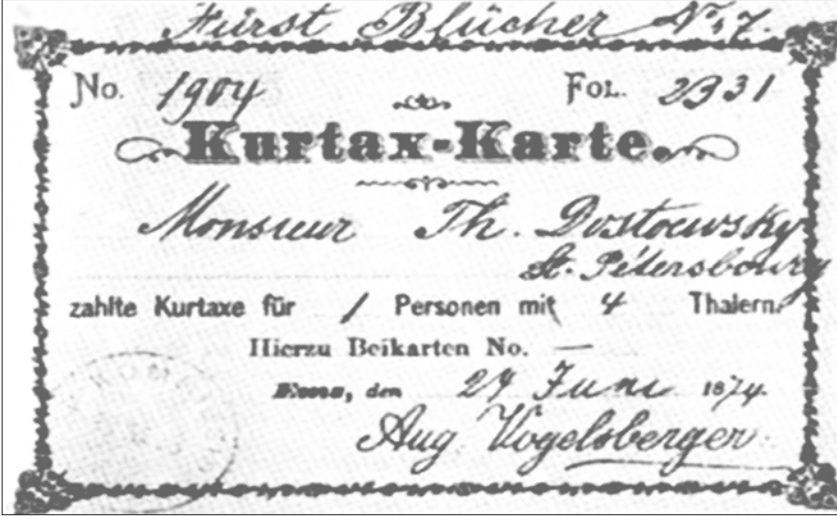 Fürst Blücher No 7.
No. 1904 Fol. 2331
Kurtax-Karte.
Monsieur Th. Dostoewsky
St. Pétersbourg
zahlte Kurtaxe für 1 Personen mit 4 Thalern.
Hierzu Beikarten No. —
Ems, den 24 Juni 1874.
Aug Vogelsberger.